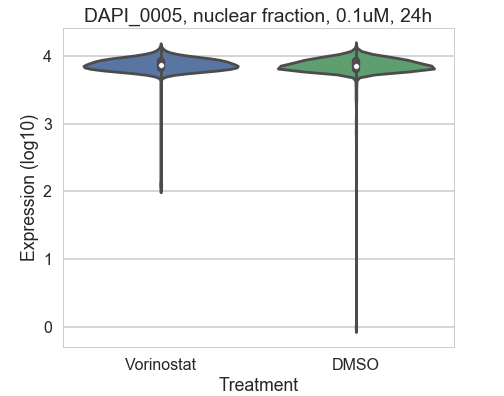 DAPI_0005, nuclear fraction, 0.1uM, 24h
Expression (log10)
4
3
2
1
0
Vorinostat DMSO
Treatment